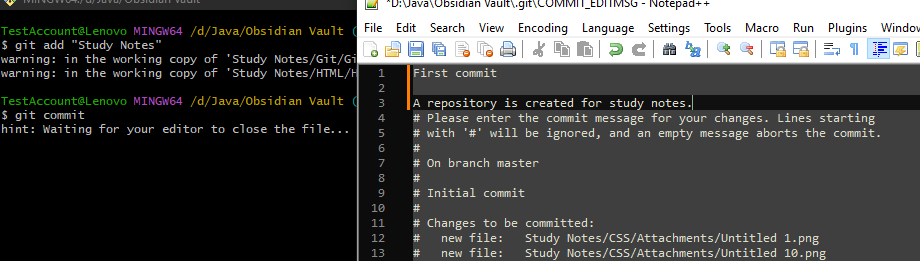 MINGW64:/d/Java/Obsidian Vault
TestAccount@Lenovo MINGW64 /d/Java/Obsidian Vault (
$ git add "Study Notes"
warning: in the working copy of 'Study Notes/Git/Gi
warning: in the working copy of 'Study Notes/HTML/H
TestAccount@Lenovo MINGW64 /d/Java/Obsidian Vault (
$ git commit
hint: Waiting for your editor to close the file...
*D:\Java\Obsidian Vault\.git\COMMIT_EDITMSG - Notepad++
File Edit Search View Encoding Language Settings Tools Macro Run Plugins Window
1 First commit
2
3 A repository is created for study notes.
4 # Please enter the commit message for your changes. Lines starting
5 # with '#' will be ignored, and an empty message aborts the commit.
6 #
7 # On branch master
8 #
9 # Initial commit
10 #
11 # Changes to be committed:
12 # new file: Study Notes/CSS/Attachments/Untitled 1.png
13 # new file: Study Notes/CSS/Attachments/Untitled 10.png